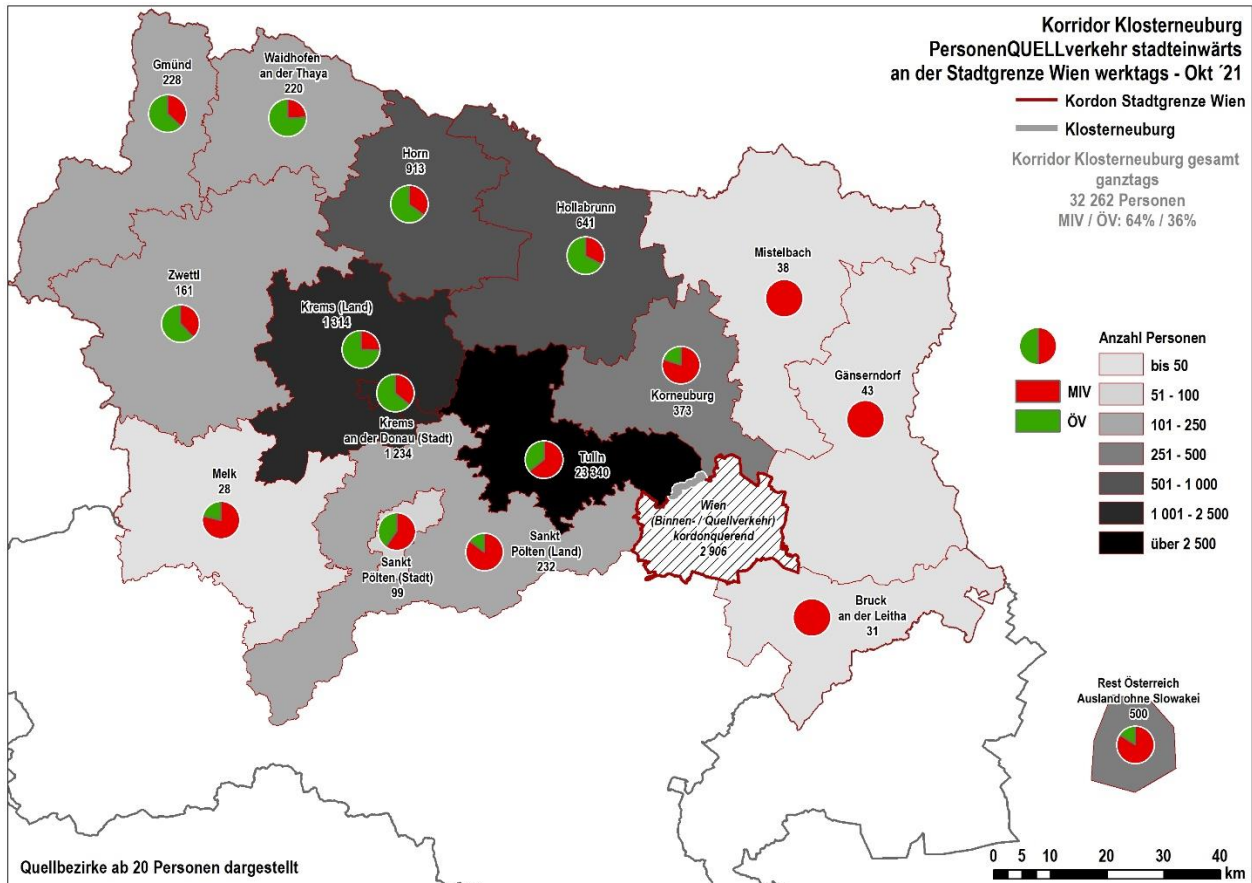 Korridor Klosterneuburg
PersonenQUELLverkehr stadteinwärts
an der Stadtgrenze Wien werktags - Okt ´21
Kordon Stadtgrenze Wien
Klosterneuburg
Korridor Klosterneuburg gesamt
ganztags
32 262 Personen
MIV / ÖV: 64% / 36%
Gmünd
228
Waidhofen
an der Thaya
220
Horn
913
Hollabrunn
641
Mistelbach
38
Zwettl
161
Krems (Land)
1 314
Krems
an der Donau (Stadt)
1 234
Korneuburg
373
Gänserndorf
43
Tulln
23 340
Melk
28
Sankt
Pölten (Stadt)
99
Sankt
Pölten (Land)
232
Wien
(Binnen- / Quellverkehr)
kordonquerend
2 906
Bruck
an der Leitha
31
MIV
ÖV
Anzahl Personen
bis 50
51 - 100
101 - 250
251 - 500
501 - 1 000
1 001 - 2 500
über 2 500
Rest Österreich
Ausland ohne Slowakei
500
Quellbezirke ab 20 Personen dargestellt
0 5 10 20 30 40
km